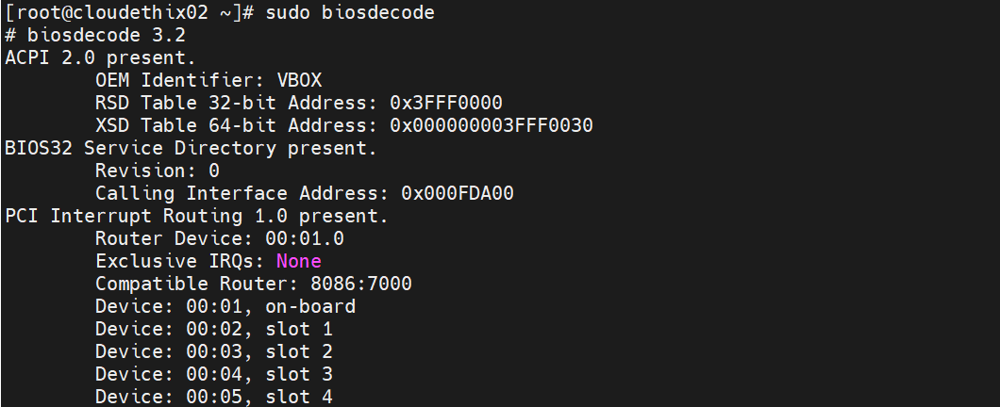 [root@cloudethix02 ~]# sudo biosdecode
# biosdecode 3.2
ACPI 2.0 present.
        OEM Identifier: VBOX
        RSD Table 32-bit Address: 0x3FFF0000
        XSD Table 64-bit Address: 0x000000003FFF0030
BIOS32 Service Directory present.
        Revision: 0
        Calling Interface Address: 0x000FDA00
PCI Interrupt Routing 1.0 present.
        Router Device: 00:01.0
        Exclusive IRQs: None
        Compatible Router: 8086:7000
        Device: 00:01, on-board
        Device: 00:02, slot 1
        Device: 00:03, slot 2
        Device: 00:04, slot 3
        Device: 00:05, slot 4